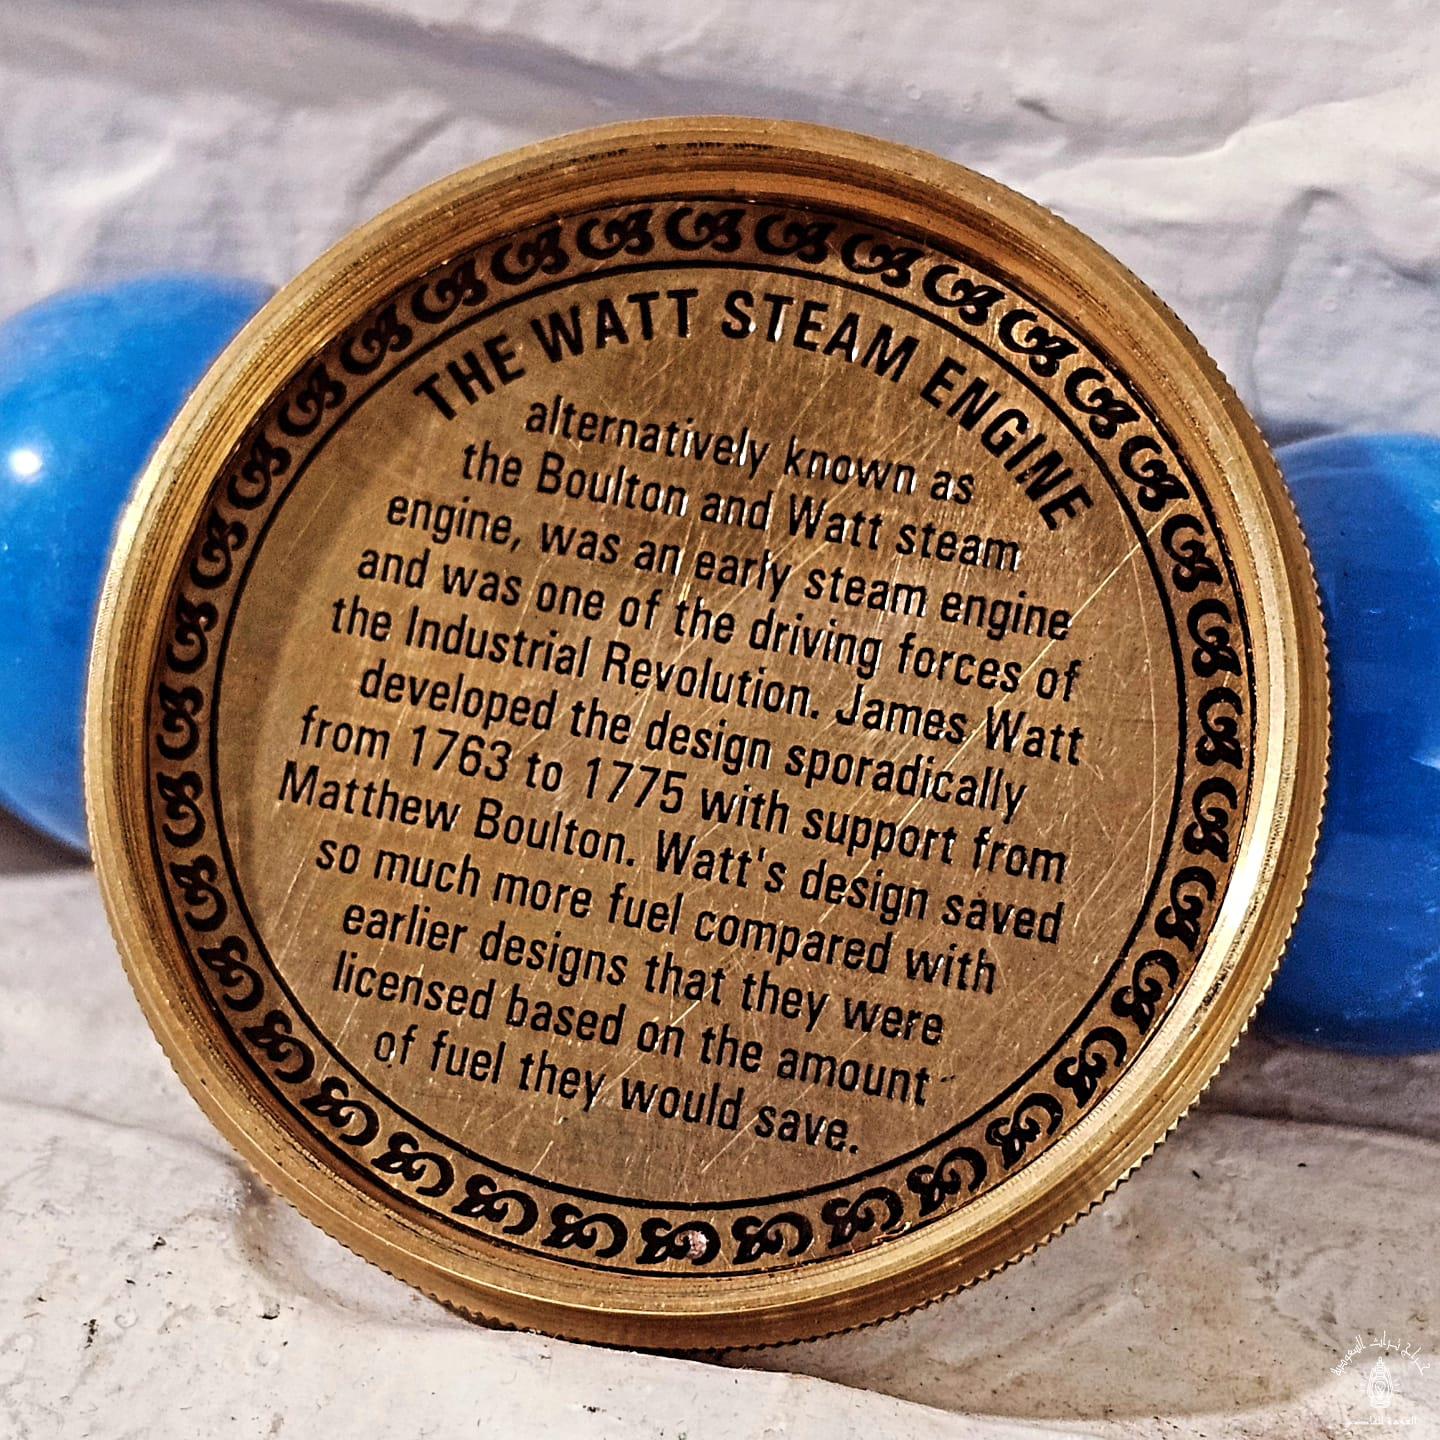 THE WATT STEAM ENGINE
alternatively known as
the Boulton and Watt steam
engine, was an early steam engine
and was one of the driving forces of
the Industrial Revolution. James Watt
developed the design sporadically
from 1763 to 1775 with support from
Matthew Boulton. Watt's design saved
so much more fuel compared with
earlier designs that they were
licensed based on the amount
of fuel they would save.